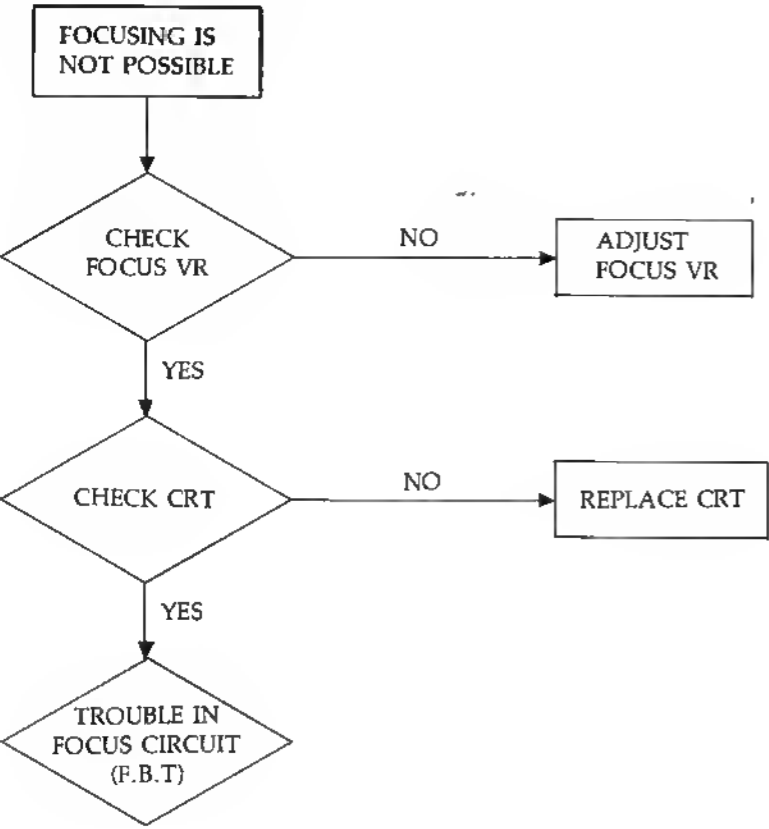 FOCUSING IS
NOT POSSIBLE
CHECK
FOCUS VR
NO
ADJUST
FOCUS VR
YES
CHECK CRT
NO
REPLACE CRT
YES
TROUBLE IN
FOCUS CIRCUIT
(F.B.T)